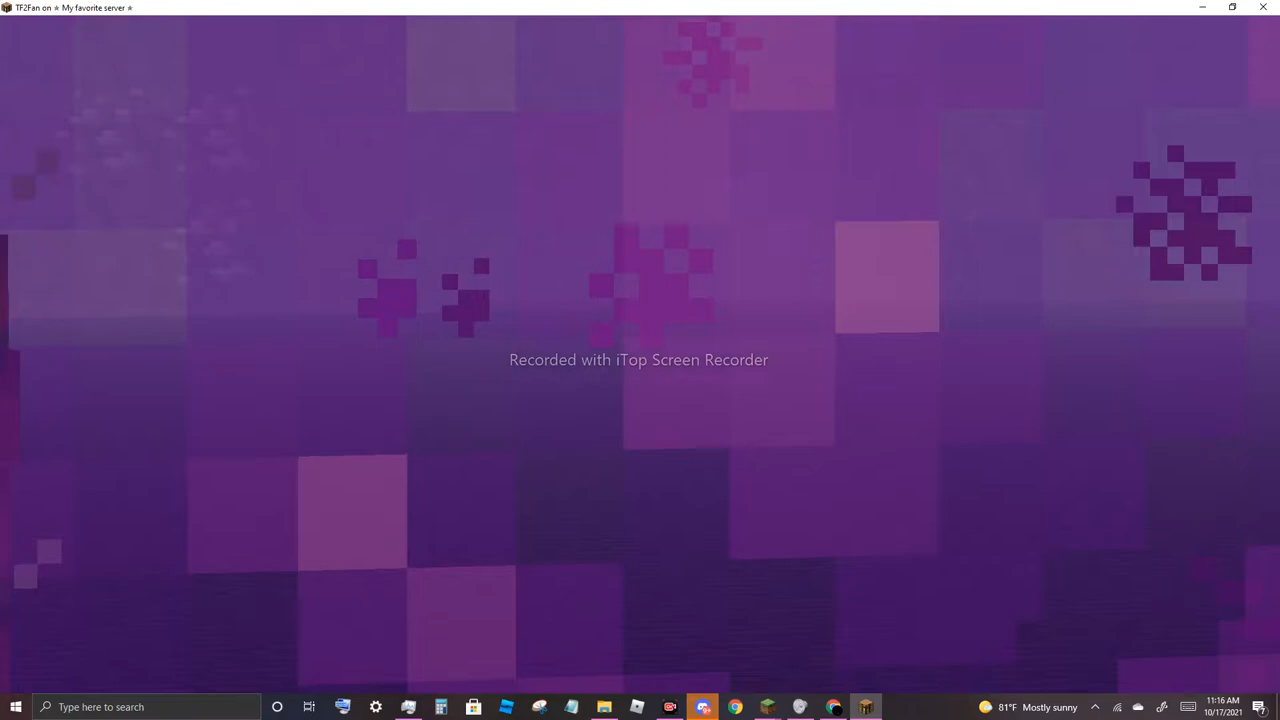 TF2Fan on ★ My favorite server ★
Recorded with iTop Screen Recorder
Type here to search
81°F Mostly sunny
11:16 AM
10/17/2021